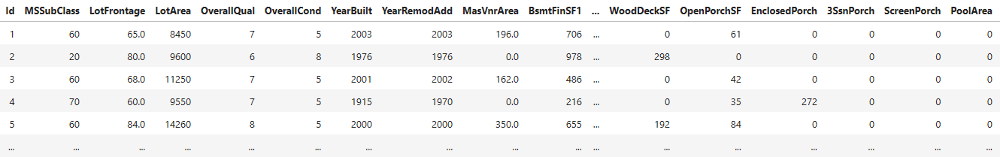 Id MSSubClass LotFrontage LotArea OverallQual OverallCond YearBuilt YearRemodAdd MasVnrArea BsmtFinSF1 ... WoodDeckSF OpenPorchSF EnclosedPorch 3SsnPorch ScreenPorch PoolArea
1 60 65.0 8450 7 5 2003 2003 196.0 706 ... 0 61 0 0 0 0
2 20 80.0 9600 6 8 1976 1976 0.0 978 ... 298 0 0 0 0 0
3 60 68.0 11250 7 5 2001 2002 162.0 486 ... 0 42 0 0 0 0
4 70 60.0 9550 7 5 1915 1970 0.0 216 ... 0 35 272 0 0 0
5 60 84.0 14260 8 5 2000 2000 350.0 655 ... 192 84 0 0 0 0
... ... ... ... ... ... ... ... ... ... ... ... ... ... ... ... ...